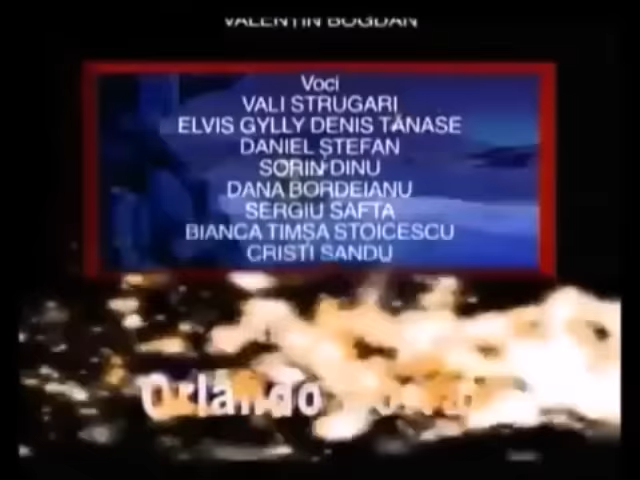 VALENTIN BOGDAN
Voci
VALI STRUGARI
ELVIS GYLLY DENIS TĂNASE
DANIEL ȘTEFAN
SORIN DINU
DANA BORDEIANU
SERGIU SAFTA
BIANCA TIMȘA STOICESCU
CRISTI SANDU
Orlando